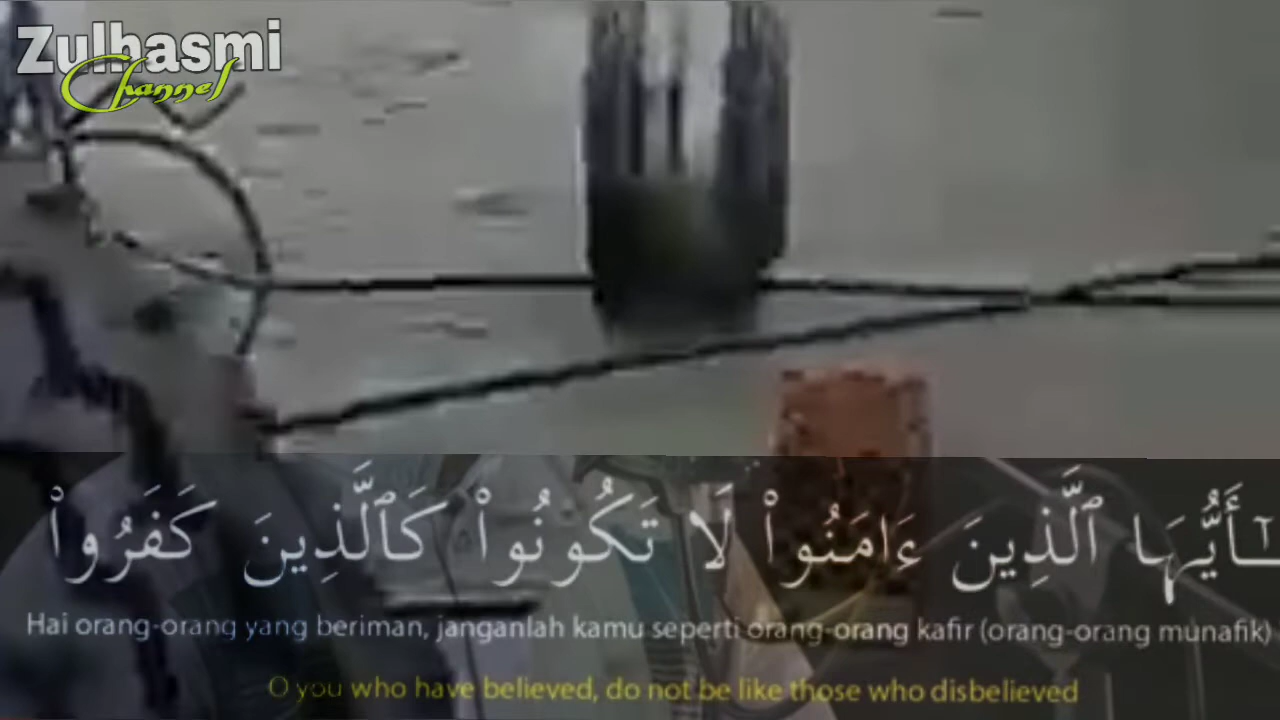 Zulhasmi
Channel
ـٰٓأَيُّهَا ٱلَّذِينَ ءَامَنُوا۟ لَا تَكُونُوا۟ كَٱلَّذِينَ كَفَرُوا۟
Hai orang-orang yang beriman, janganlah kamu seperti orang-orang kafir (orang-orang munafik)
O you who have believed, do not be like those who disbelieved